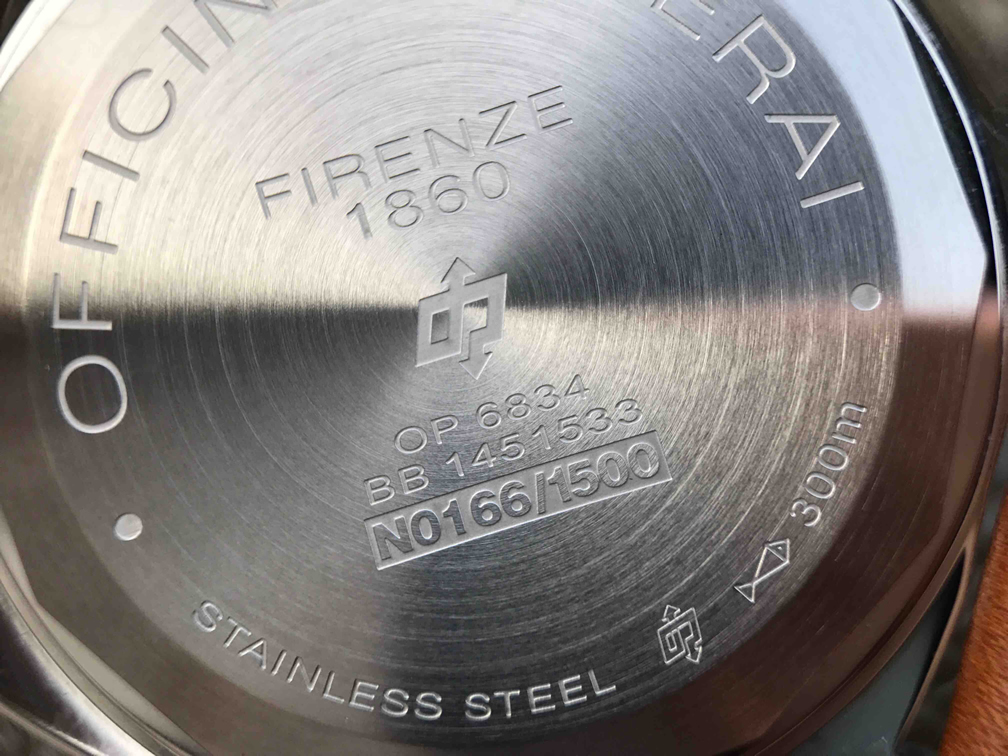 OFFICIN
ERAI
FIRENZE
1860
OP 6834
BB 1451533
N0166/1500
300m
STAINLESS STEEL